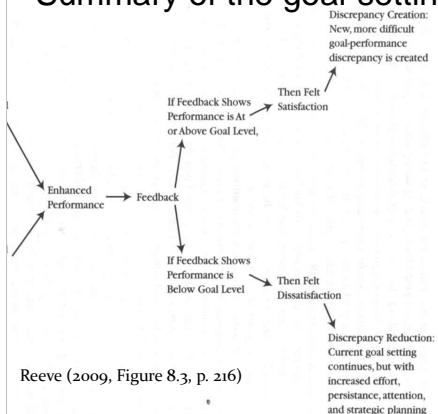 Summary of the goal settin
Discrepancy Creation:
New, more difficult
goal-performance
discrepancy is created
If Feedback Shows
Performance is At
or Above Goal Level,
Then Felt
Satisfaction
Enhanced
Performance
Feedback
If Feedback Shows
Performance is
Below Goal Level
Then Felt
Dissatisfaction
Discrepancy Reduction:
Current goal setting
continues, but with
increased effort,
persistance, attention,
and strategic planning
Reeve (2009, Figure 8.3, p. 216)